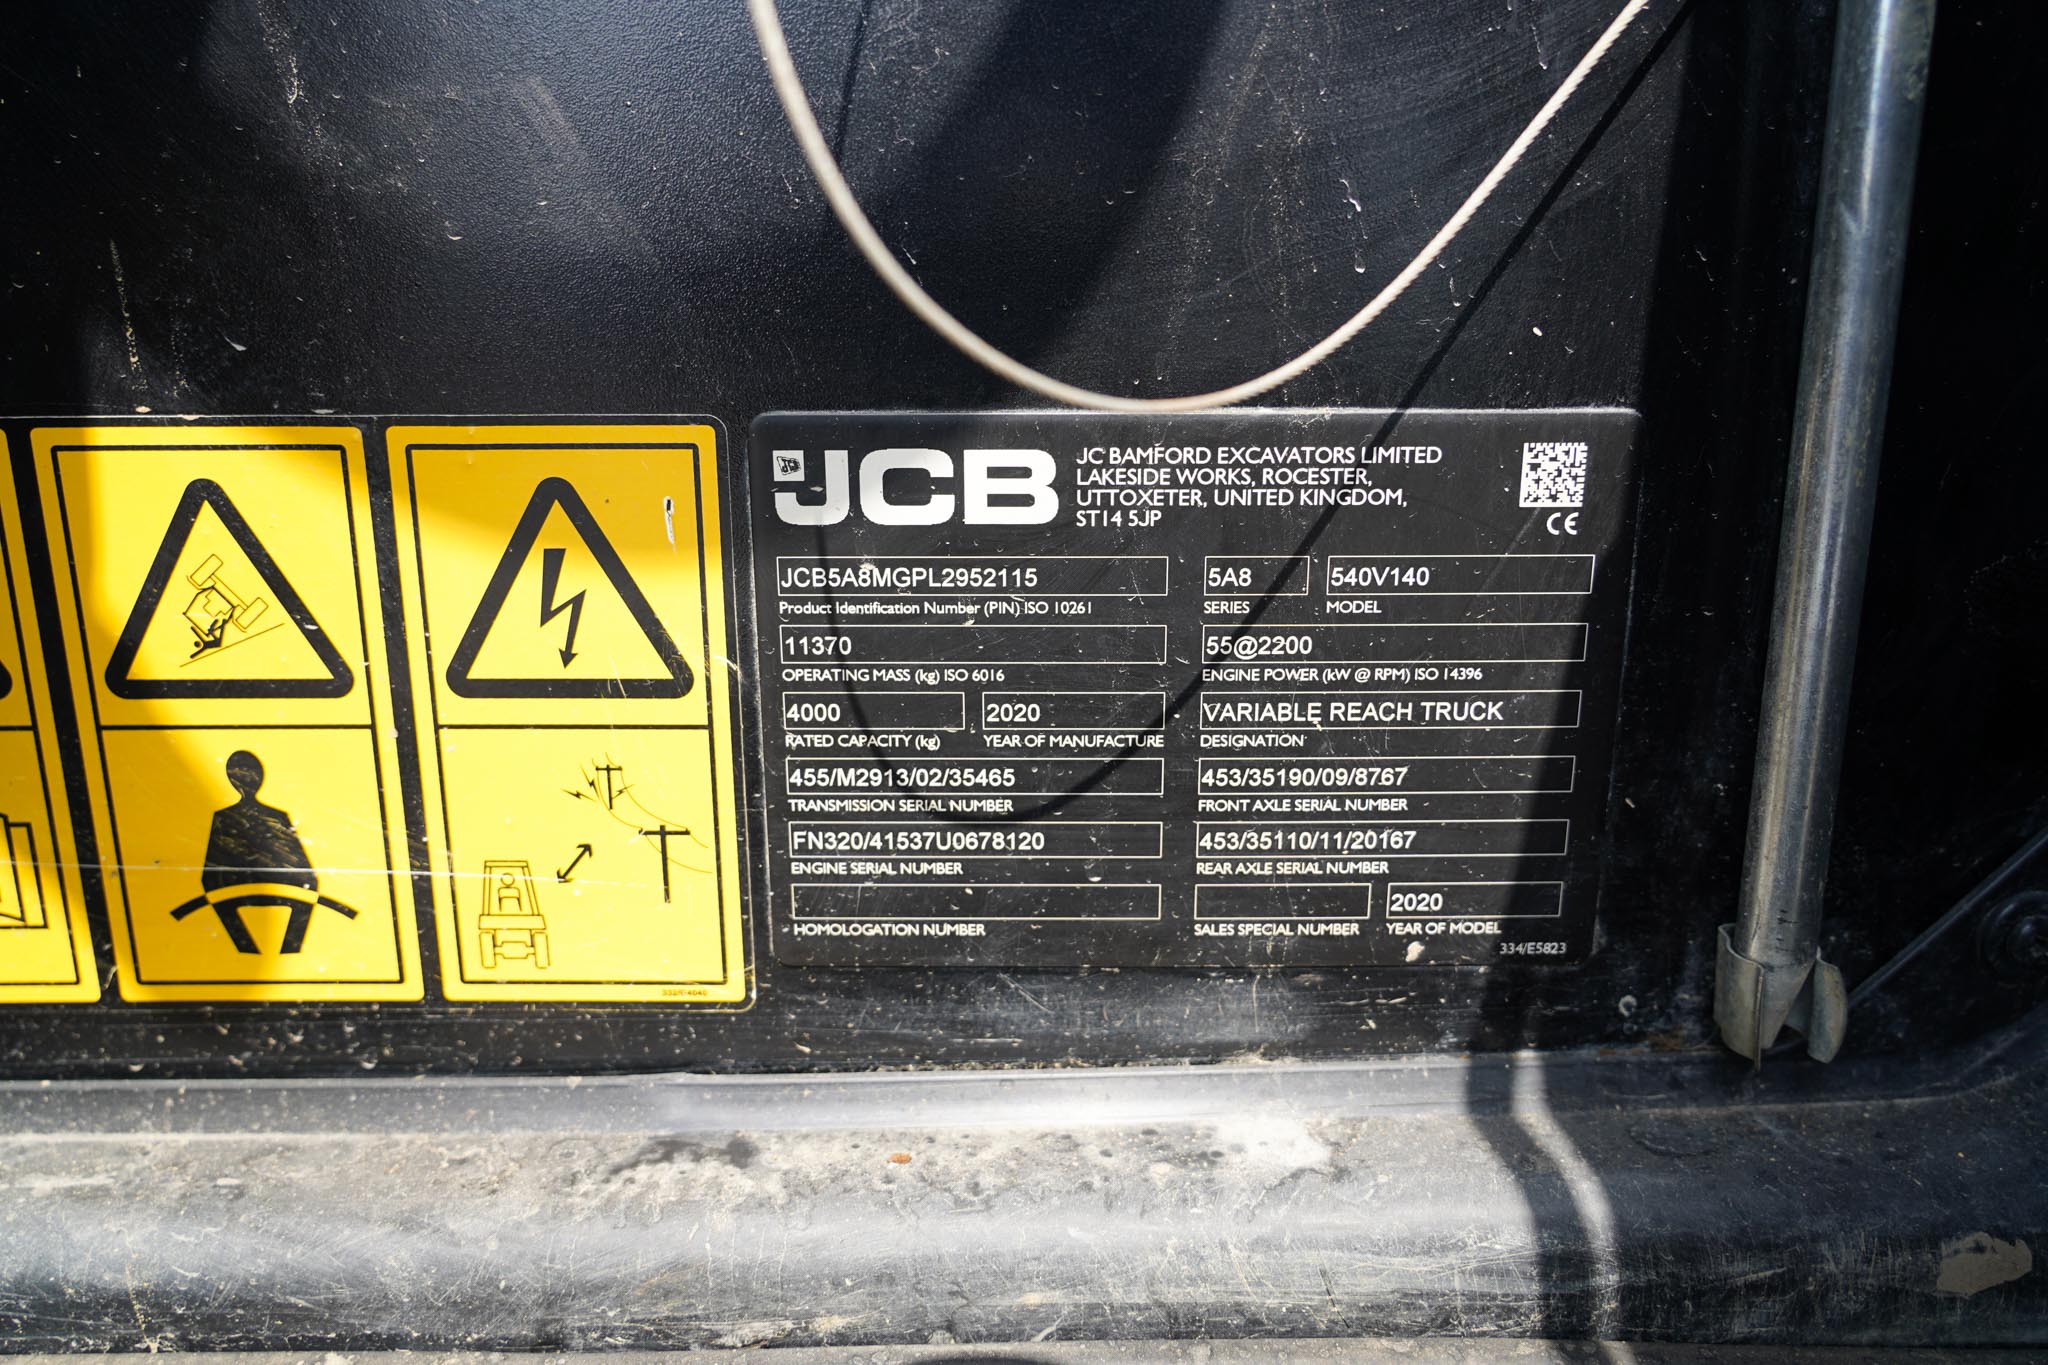 JCB
JC BAMFORD EXCAVATORS LIMITED
LAKESIDE WORKS, ROCESTER,
UTTOXETER, UNITED KINGDOM,
ST14 5JP
CE
JCB5A8MGPL2952115
Product Identification Number (PIN) ISO 10261
5A8
SERIES
540V140
MODEL
11370
OPERATING MASS (kg) ISO 6016
55@2200
ENGINE POWER (kW @ RPM) ISO 14396
4000
RATED CAPACITY (kg)
2020
YEAR OF MANUFACTURE
VARIABLE REACH TRUCK
DESIGNATION
455/M2913/02/35465
TRANSMISSION SERIAL NUMBER
453/35190/09/8767
FRONT AXLE SERIAL NUMBER
FN320/41537U0678120
ENGINE SERIAL NUMBER
453/35110/11/20167
REAR AXLE SERIAL NUMBER
HOMOLOGATION NUMBER
SALES SPECIAL NUMBER
2020
YEAR OF MODEL
334/E5823